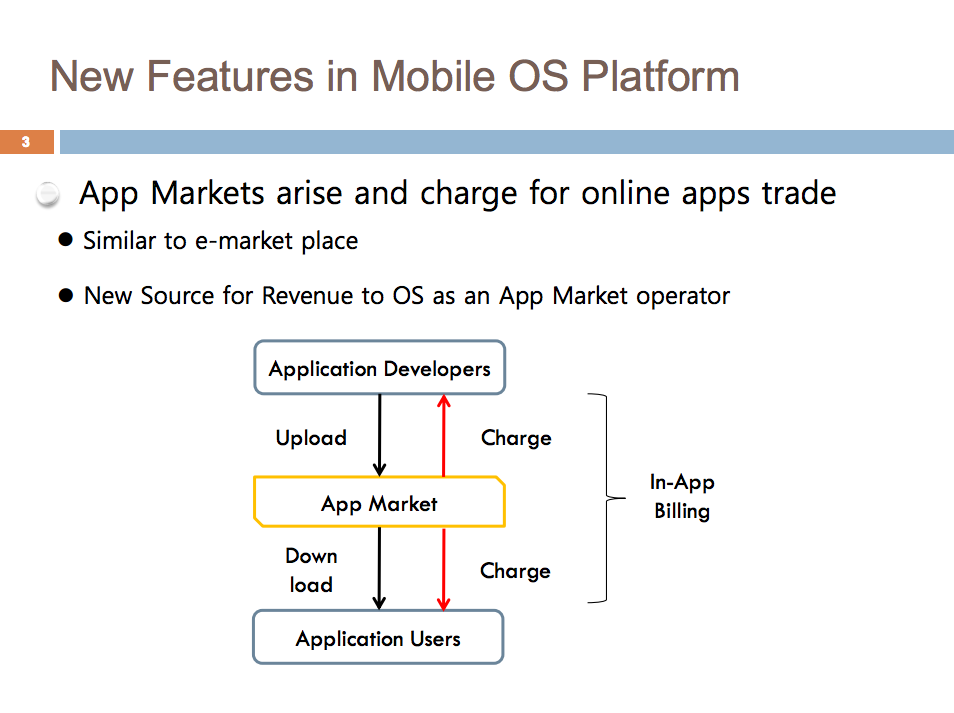 New Features in Mobile OS Platform
3
App Markets arise and charge for online apps trade
Similar to e-market place
New Source for Revenue to OS as an App Market operator
Application Developers
Upload
Charge
In-App
Billing
App Market
Down
load
Charge
Application Users